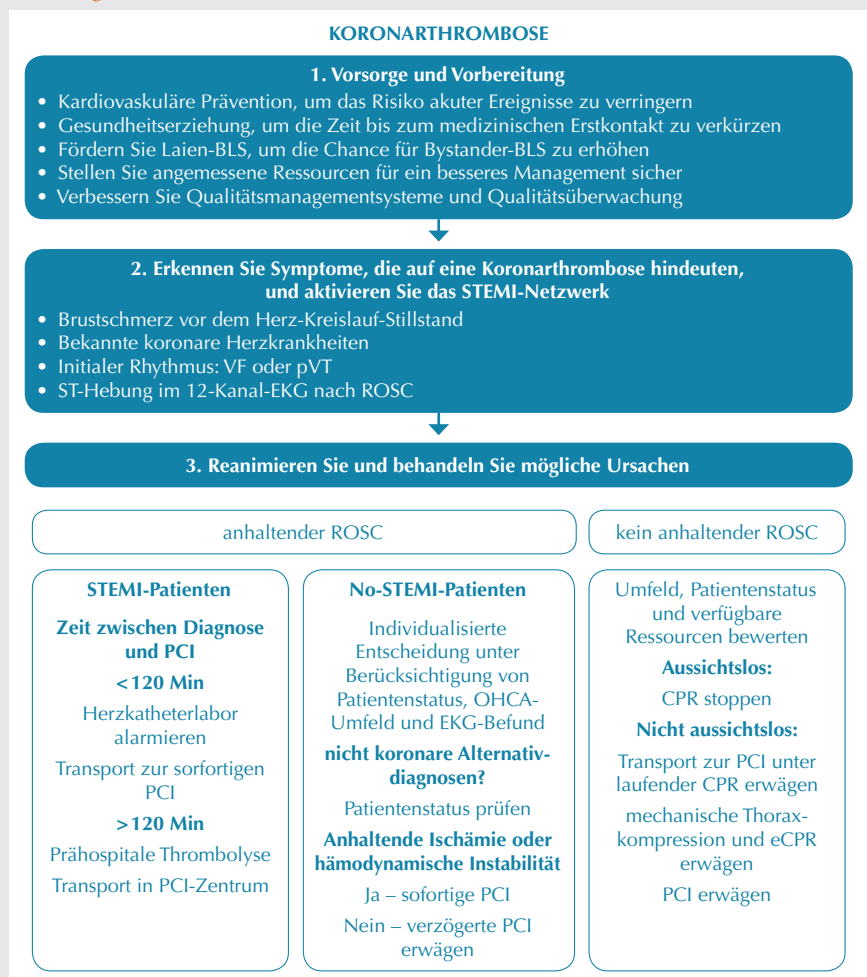 KORONARTHROMBOSE
1. Vorsorge und Vorbereitung
• Kardiovaskuläre Prävention, um das Risiko akuter Ereignisse zu verringern
• Gesundheitserziehung, um die Zeit bis zum medizinischen Erstkontakt zu verkürzen
• Fördern Sie Laien-BLS, um die Chance für Bystander-BLS zu erhöhen
• Stellen Sie angemessene Ressourcen für ein besseres Management sicher
• Verbessern Sie Qualitätsmanagementsysteme und Qualitätsüberwachung
2. Erkennen Sie Symptome, die auf eine Koronarthrombose hindeuten,
und aktivieren Sie das STEMI-Netzwerk
• Brustschmerz vor dem Herz-Kreislauf-Stillstand
• Bekannte koronare Herzkrankheiten
• Initialer Rhythmus: VF oder pVT
• ST-Hebung im 12-Kanal-EKG nach ROSC
3. Reanimieren Sie und behandeln Sie mögliche Ursachen
anhaltender ROSC
STEMI-Patienten
Zeit zwischen Diagnose
und PCI
<120 Min
Herzkatheterlabor
alarmieren
Transport zur sorfortigen
PCI
>120 Min
Prähospitale Thrombolyse
Transport in PCI-Zentrum
No-STEMI-Patienten
Individualisierte
Entscheidung unter
Berücksichtigung von
Patientenstatus, OHCA-
Umfeld und EKG-Befund
nicht koronare Alternativ-
diagnosen?
Patientenstatus prüfen
Anhaltende Ischämie oder
hämodynamische Instabilität
Ja – sofortige PCI
Nein – verzögerte PCI
erwägen
kein anhaltender ROSC
Umfeld, Patientenstatus
und verfügbare
Ressourcen bewerten
Aussichtslos:
CPR stoppen
Nicht aussichtslos:
Transport zur PCI unter
laufender CPR erwägen
mechanische Thorax-
kompression und eCPR
erwägen
PCI erwägen